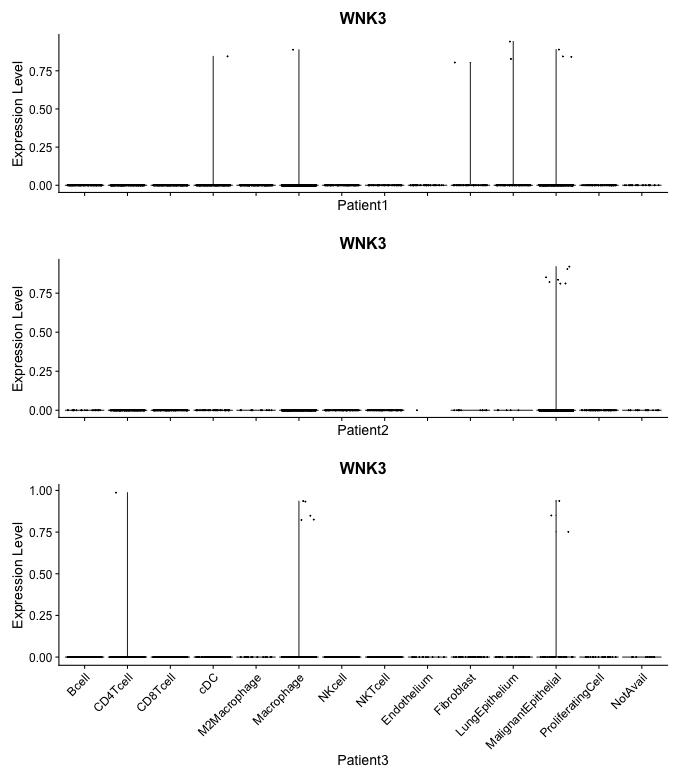 WNK3
Expression Level
0.75
0.50
0.25
0.00
Patient1
WNK3
Expression Level
0.75
0.50
0.25
0.00
Patient2
WNK3
Expression Level
1.00
0.75
0.50
0.25
0.00
Bcell
CD4Tcell
CD8Tcell
cDC
M2Macrophage
Macrophage
NKcell
NKTcell
Endothelium
Fibroblast
LungEpithelium
MalignantEpithelial
ProliferatingCell
NotAvail
Patient3